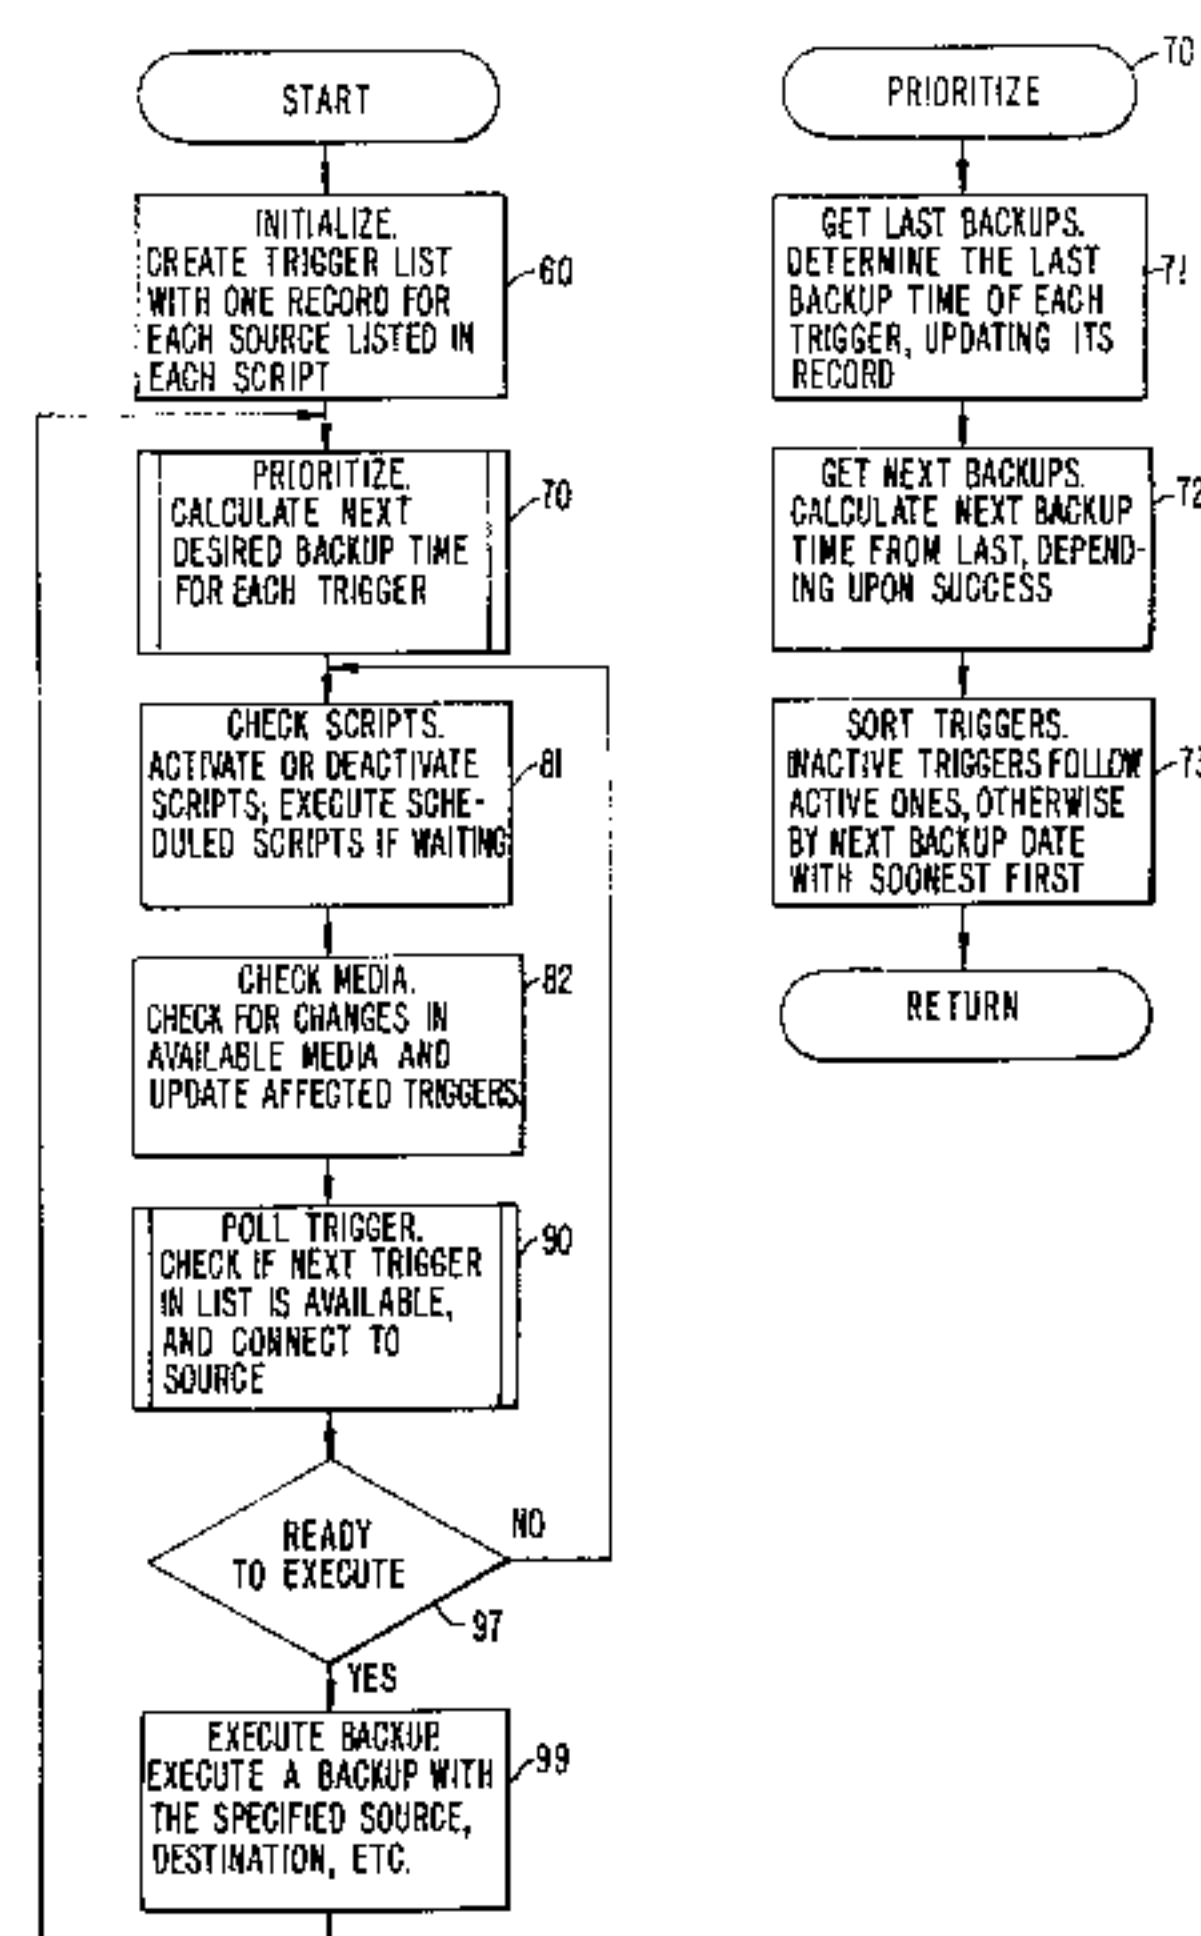 START
INITIALIZE.
CREATE TRIGGER LIST
WITH ONE RECORD FOR
EACH SOURCE LISTED IN
EACH SCRIPT
60
PRIORITIZE.
CALCULATE NEXT
DESIRED BACKUP TIME
FOR EACH TRIGGER
70
CHECK SCRIPTS.
ACTIVATE OR DEACTIVATE
SCRIPTS; EXECUTE SCHE-
DULED SCRIPTS IF WAITING
81
CHECK MEDIA.
CHECK FOR CHANGES IN
AVAILABLE MEDIA AND
UPDATE AFFECTED TRIGGERS.
82
POLL TRIGGER.
CHECK IF NEXT TRIGGER
IN LIST IS AVAILABLE,
AND CONNECT TO
SOURCE
90
READY
TO EXECUTE
NO
97
YES
EXECUTE BACKUP.
EXECUTE A BACKUP WITH
THE SPECIFIED SOURCE,
DESTINATION, ETC.
99
PRIORITIZE
70
GET LAST BACKUPS.
DETERMINE THE LAST
BACKUP TIME OF EACH
TRIGGER, UPDATING ITS
RECORD
71
GET NEXT BACKUPS.
CALCULATE NEXT BACKUP
TIME FROM LAST, DEPEND-
ING UPON SUCCESS
72
SORT TRIGGERS.
INACTIVE TRIGGERS FOLLOW
ACTIVE ONES, OTHERWISE
BY NEXT BACKUP DATE
WITH SOONEST FIRST
73
RETURN